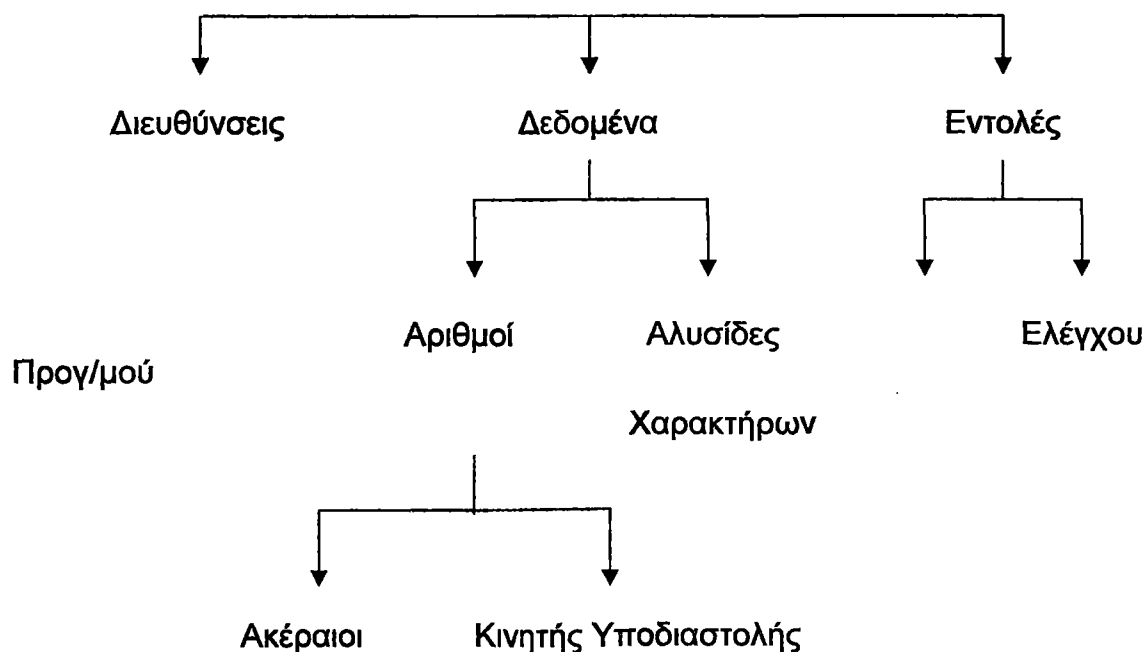 Διευθύνσεις Δεδομένα Εντολές
Αριθμοί Αλυσίδες Ελέγχου
Προγ/μού
Χαρακτήρων
Ακέραιοι Κινητής Υποδιαστολής